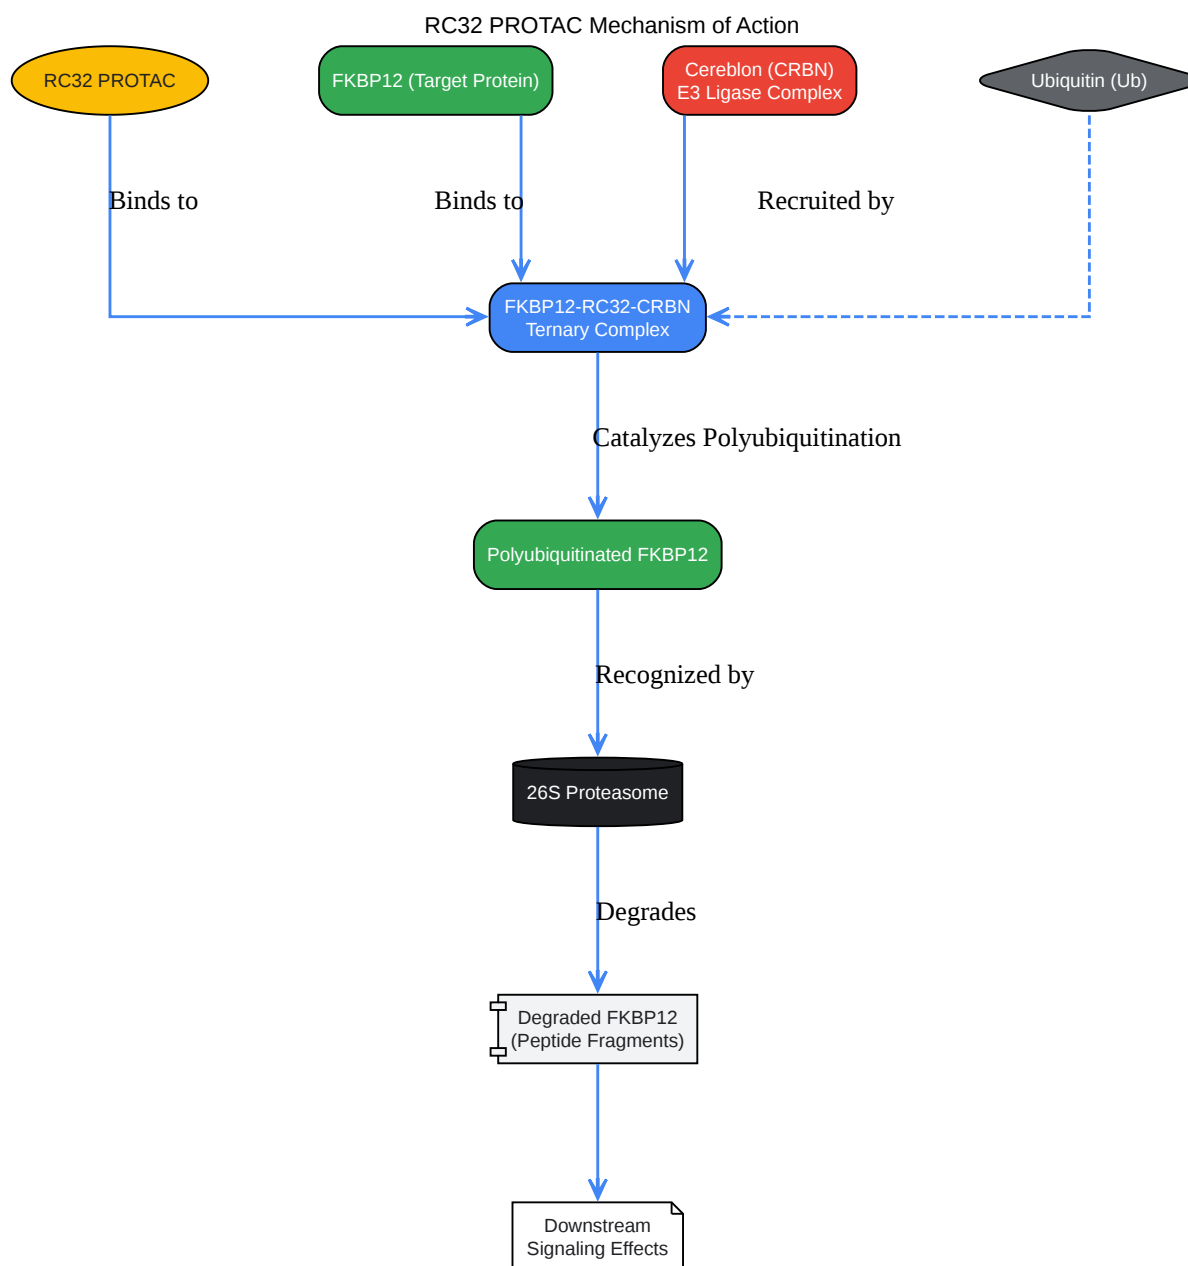 RC32 PROTAC Mechanism of Action
RC32 PROTAC
FKBP12 (Target Protein)
Cereblon (CRBN)
E3 Ligase Complex
Ubiquitin (Ub)
Binds to
Binds to
Recruited by
FKBP12-RC32-CRBN
Ternary Complex
Catalyzes Polyubiquitination
Polyubiquitinated FKBP12
Recognized by
26S Proteasome
Degrades
Degraded FKBP12
(Peptide Fragments)
Downstream
Signaling Effects